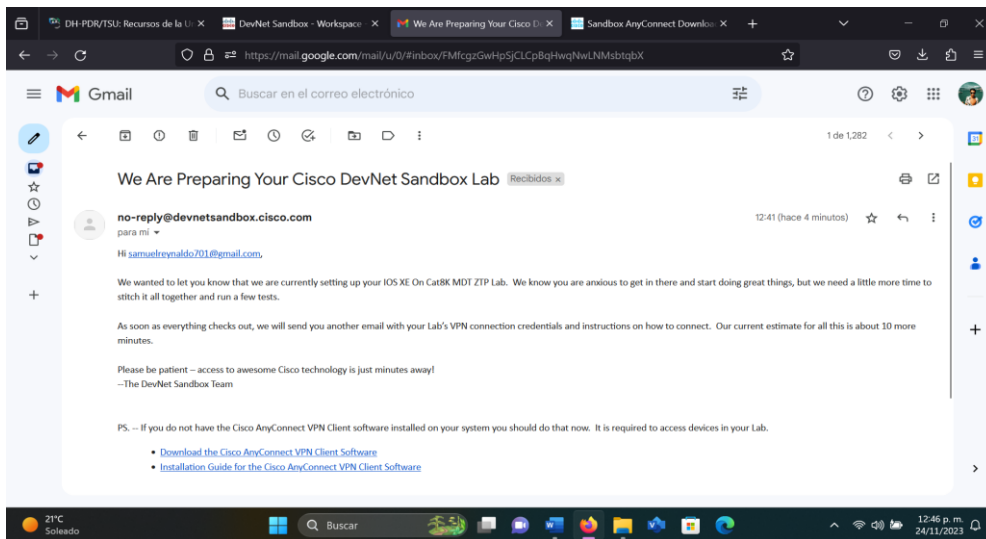 DH-PDR/TSU: Recursos de la U
DevNet Sandbox - Workspace
We Are Preparing Your Cisco D
Sandbox AnyConnect Downloa
https://mail.google.com/mail/u/0/#inbox/FMfcgzGwHpSjCLCpBqHwqNwLNMsbtqbX
Gmail
Buscar en el correo electrónico
1 de 1,282
We Are Preparing Your Cisco DevNet Sandbox Lab Recibidos x
no-reply@devnetsandbox.cisco.com
12:41 (hace 4 minutos)
para mí
Hi samuelreynaldo701@gmail.com,
We wanted to let you know that we are currently setting up your IOS XE On Cat8K MDT ZTP Lab. We know you are anxious to get in there and start doing great things, but we need a little more time to
stitch it all together and run a few tests.
As soon as everything checks out, we will send you another email with your Lab's VPN connection credentials and instructions on how to connect. Our current estimate for all this is about 10 more
minutes.
Please be patient – access to awesome Cisco technology is just minutes away!
--The DevNet Sandbox Team
PS. -- If you do not have the Cisco AnyConnect VPN Client software installed on your system you should do that now. It is required to access devices in your Lab.
• Download the Cisco AnyConnect VPN Client Software
• Installation Guide for the Cisco AnyConnect VPN Client Software
21°C
Soleado
Buscar
12:46 p. m.
24/11/2023